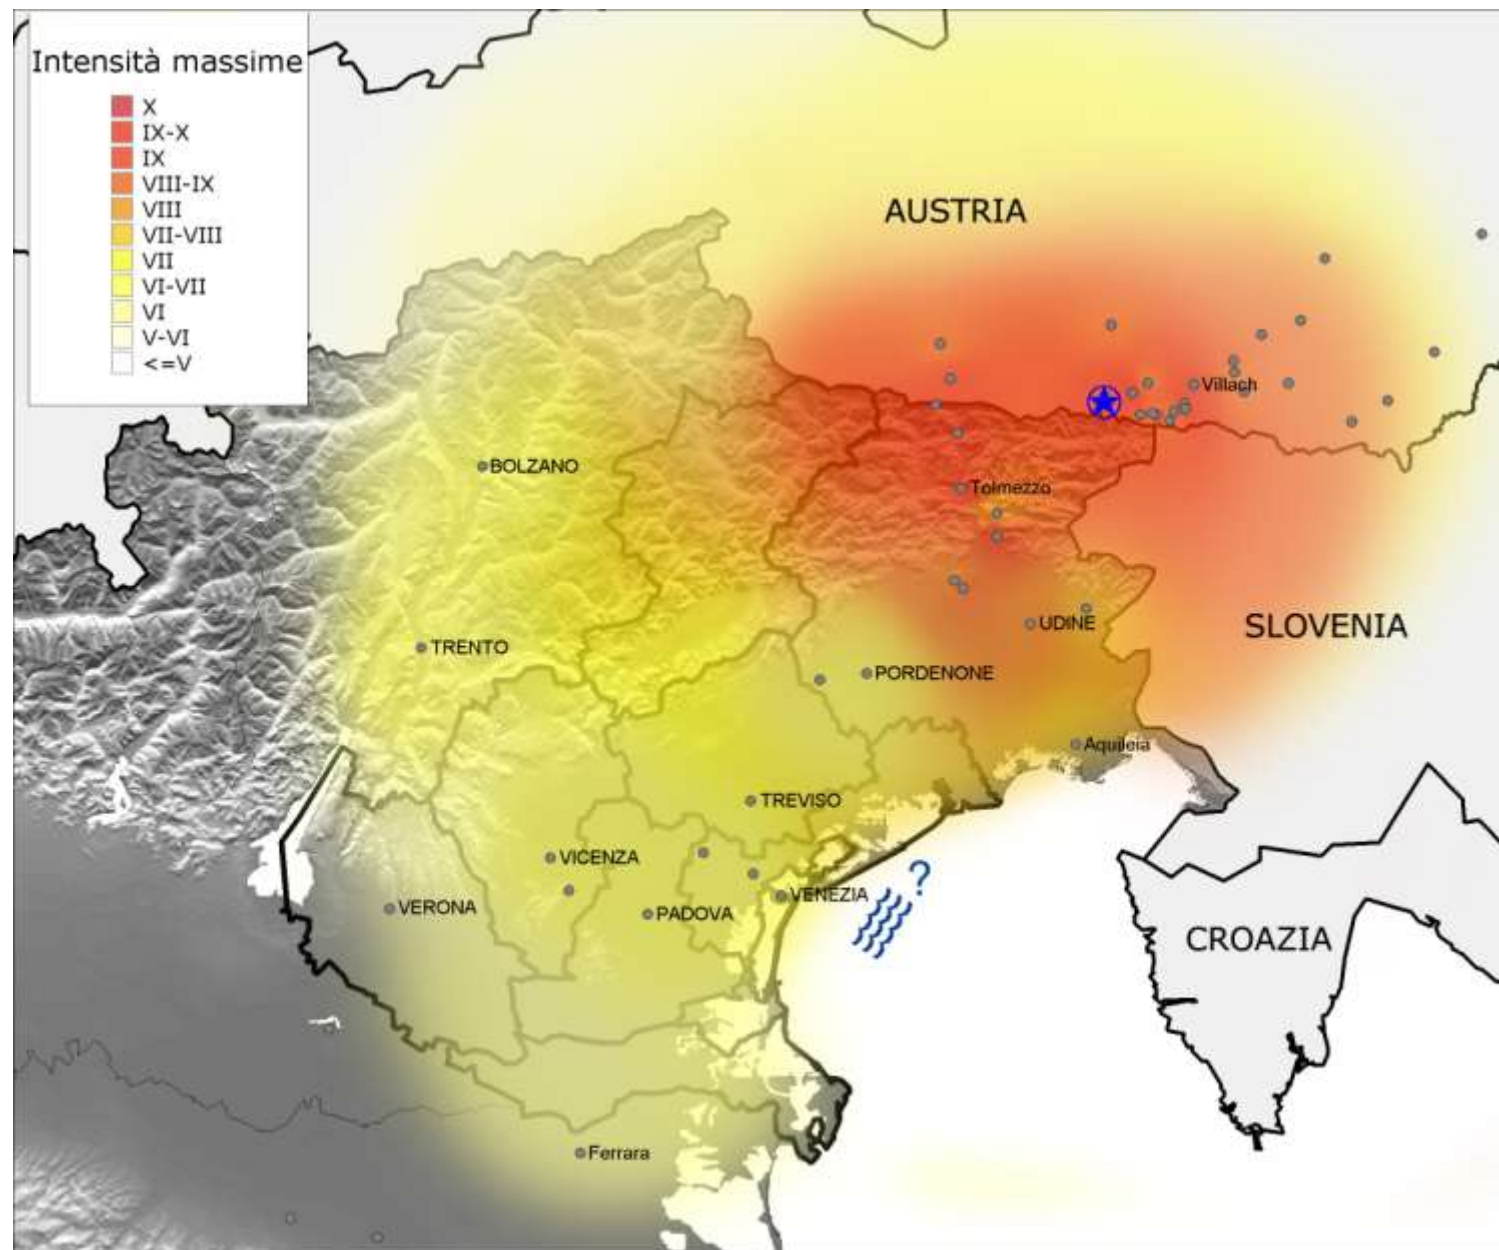 Intensità massime
X
IX-X
IX
VIII-IX
VIII
VII-VIII
VII
VI-VII
VI
V-VI
<=V
AUSTRIA
Villach
BOLZANO
Tolmezzo
UDINE
SLOVENIA
TRENTO
PORDENONE
Aquileia
TREVISO
VICENZA
VENEZIA
?
VERONA
PADOVA
CROAZIA
Ferrara